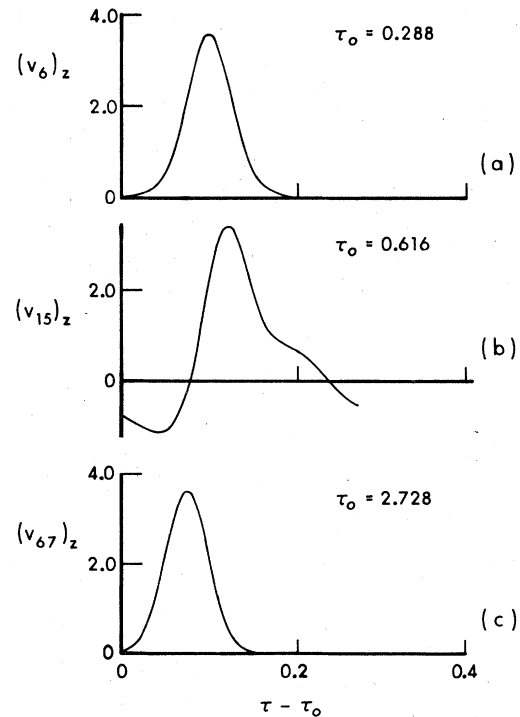 4.0
(v6)z
τo = 0.288
2.0
(a)
0
τo = 0.616
2.0
(v15)z
(b)
0
4.0
τo = 2.728
(v67)z
2.0
(c)
0
0 0.2 0.4
τ - τo